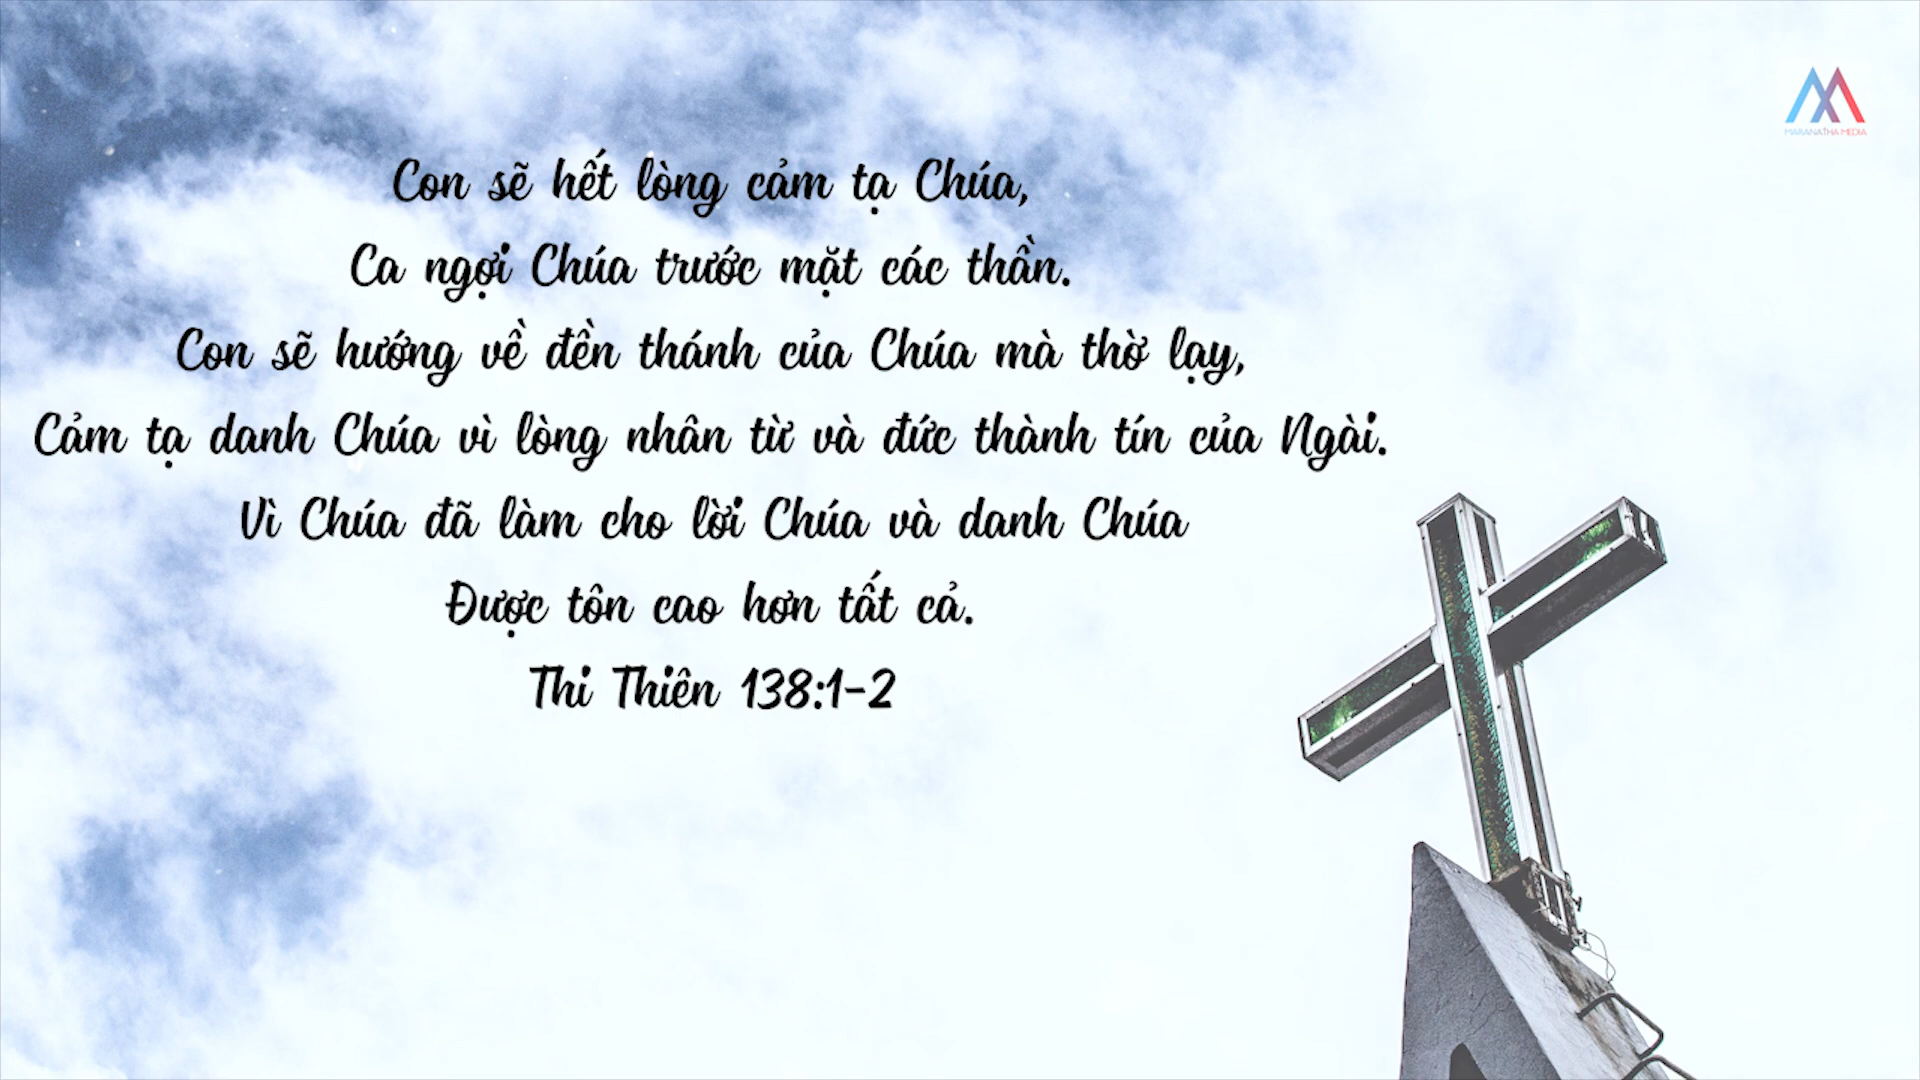 Con sẽ hết lòng cảm tạ Chúa,
Ca ngợi Chúa trước mặt các thần.
Con sẽ hướng về đền thánh của Chúa mà thờ lạy,
Cảm tạ danh Chúa vì lòng nhân từ và đức thành tín của Ngài.
Vì Chúa đã làm cho lời Chúa và danh Chúa
Được tôn cao hơn tất cả.
Thi Thiên 138:1-2
MARANATHA MEDIA